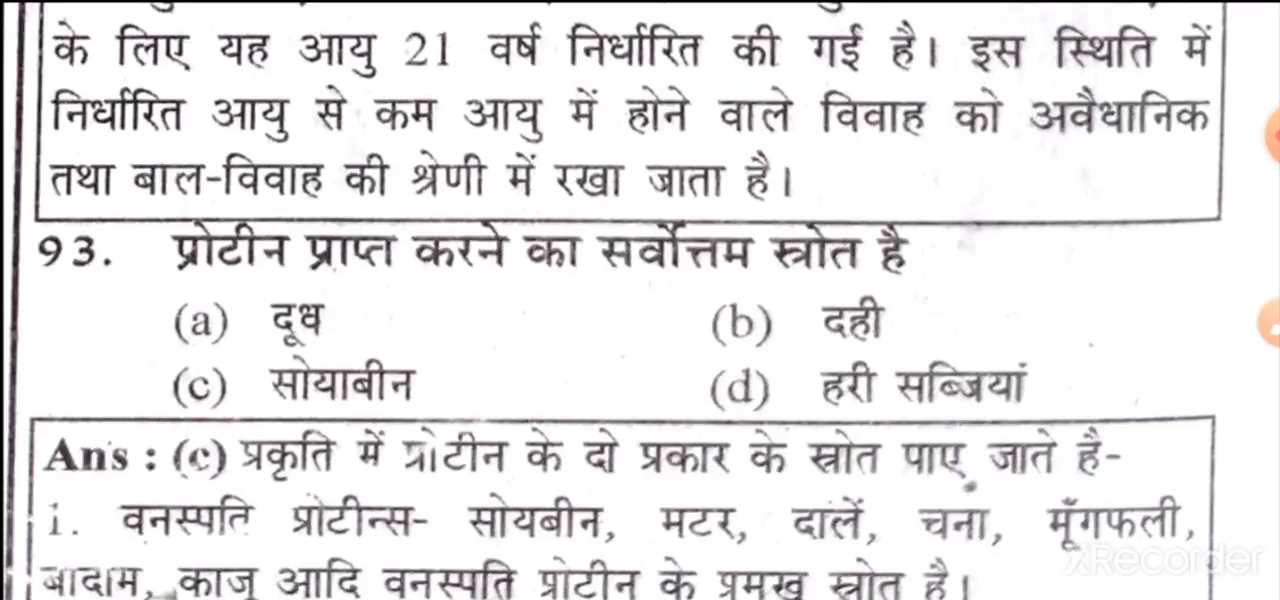 के लिए यह आयु 21 वर्ष निर्धारित की गई है। इस स्थिति में
निर्धारित आयु से कम आयु में होने वाले विवाह को अवैधानिक
तथा बाल-विवाह की श्रेणी में रखा जाता है।
93. प्रोटीन प्राप्त करने का सर्वोत्तम स्त्रोत है
(a) दूध (b) दही
(c) सोयाबीन (d) हरी सब्जियां
Ans : (c) प्रकृति में प्रोटीन के दो प्रकार के स्रोत पाए जाते है-
i. वनस्पति प्रोटीन्स- सोयबीन, मटर, दालें, चना, मूँगफली,
बादाम, काजू आदि वनस्पति प्रोटीन के प्रमुख स्रोत है।
XRecorder